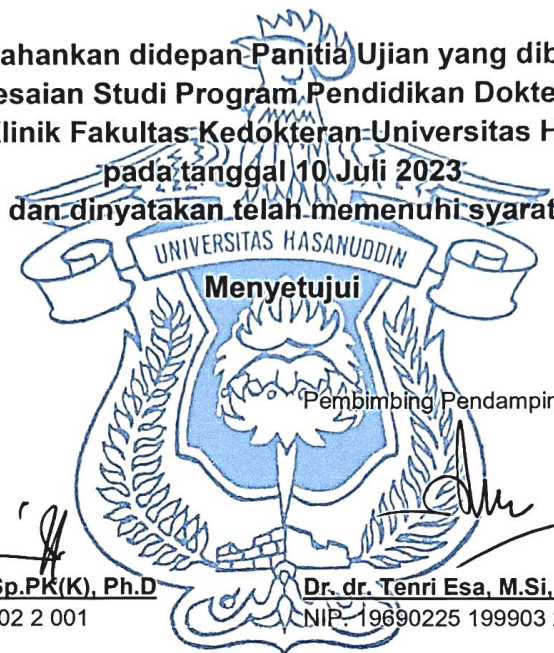 ahankan didepan Panitia Ujian yang dib
esaian Studi Program Pendidikan Dokte
Klinik Fakultas Kedokteran Universitas H
pada tanggal 10 Juli 2023
dan dinyatakan telah memenuhi syarat
UNIVERSITAS HASANUDDIN
Menyetujui
Pembimbing Pendampin
Sp.PK(K), Ph.D
Dr. dr. Tenri Esa, M.Si,
02 2 001
NIP. 19690225 199903 2